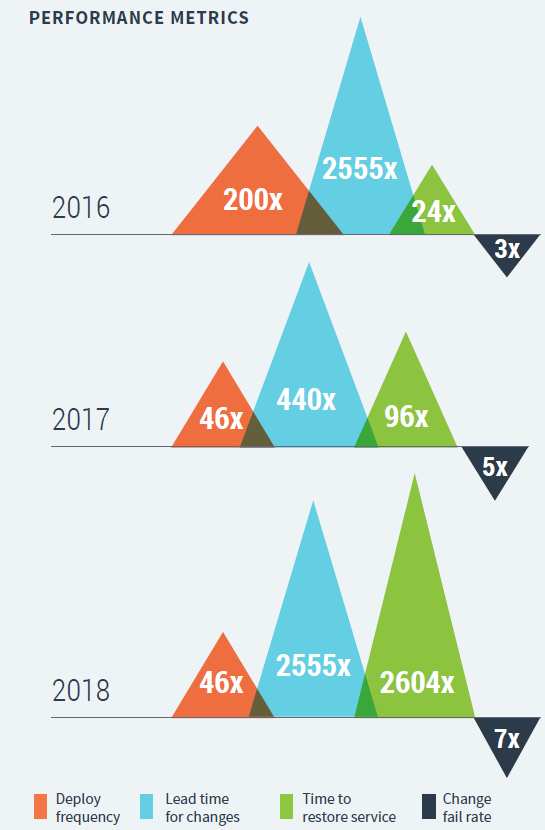 PERFORMANCE METRICS
2016
200x
2555x
24x
3x
2017
46x
440x
96x
5x
2018
46x
2555x
2604x
7x
Deploy
frequency
Lead time
for changes
Time to
restore service
Change
fail rate